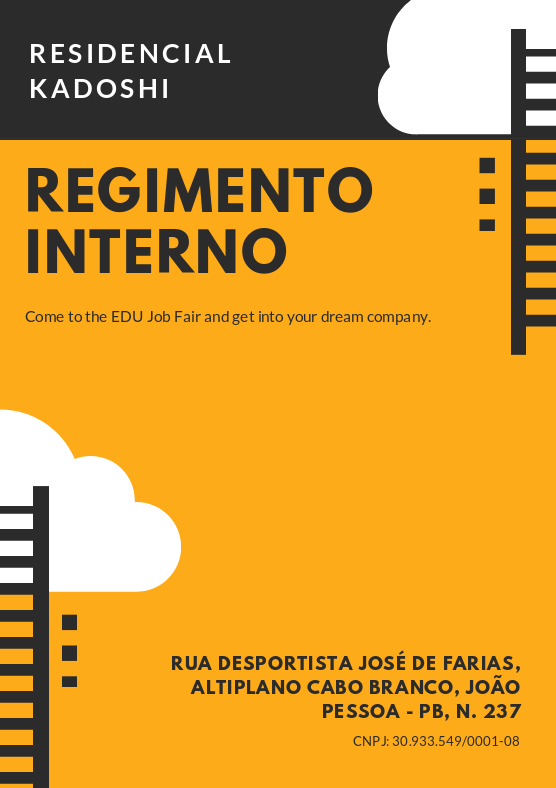 RESIDENCIAL
KADOSHI
REGIMENTO
INTERNO
Come to the EDU Job Fair and get into your dream company.
RUA DESPORTISTA JOSÉ DE FARIAS,
ALTIPLANO CABO BRANCO, JOÃO
PESSOA - PB, N. 237
CNPJ: 30.933.549/0001-08